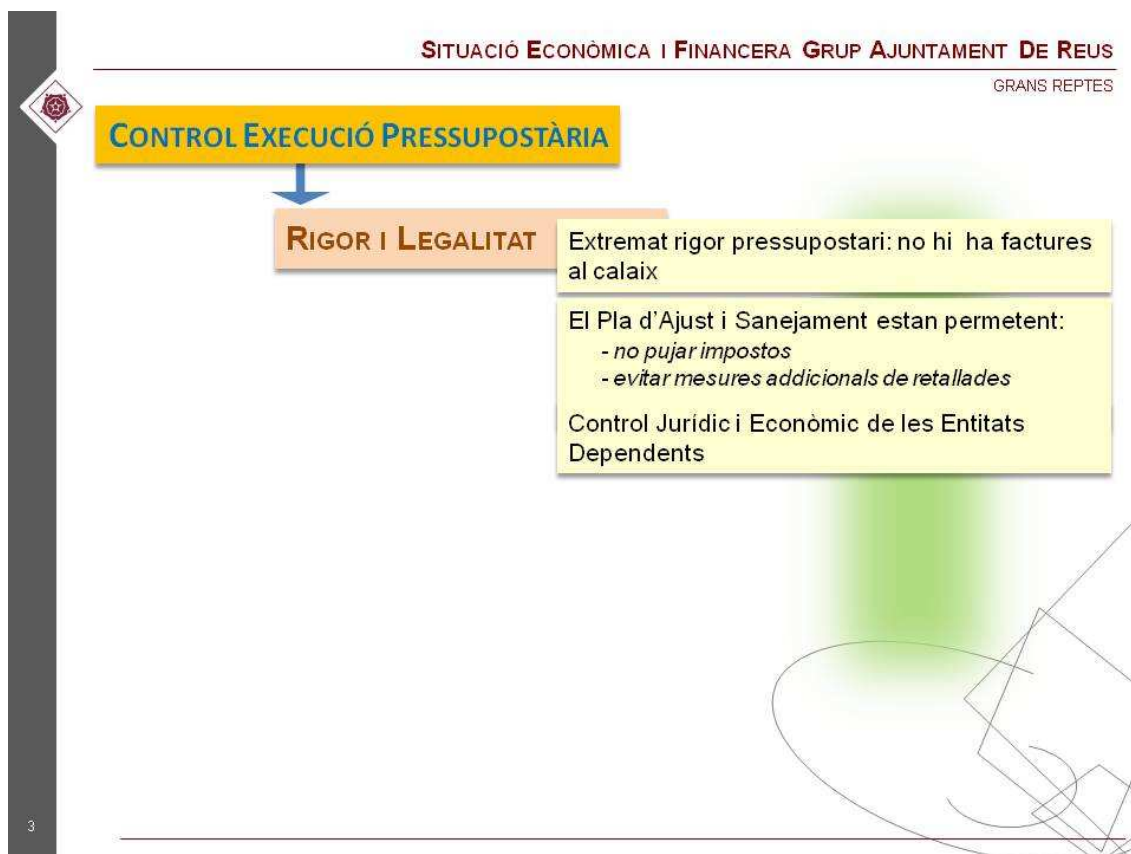 SITUACIÓ ECONÒMICA I FINANCERA GRUP AJUNTAMENT DE REUS
GRANS REPTES
CONTROL EXECUCIÓ PRESSUPOSTÀRIA
RIGOR I LEGALITAT
Extremat rigor pressupostari: no hi ha factures
al calaix
El Pla d'Ajust i Sanejament estan permetent:
- no pujar impostos
- evitar mesures addicionals de retallades
Control Jurídic i Econòmic de les Entitats
Dependents
3